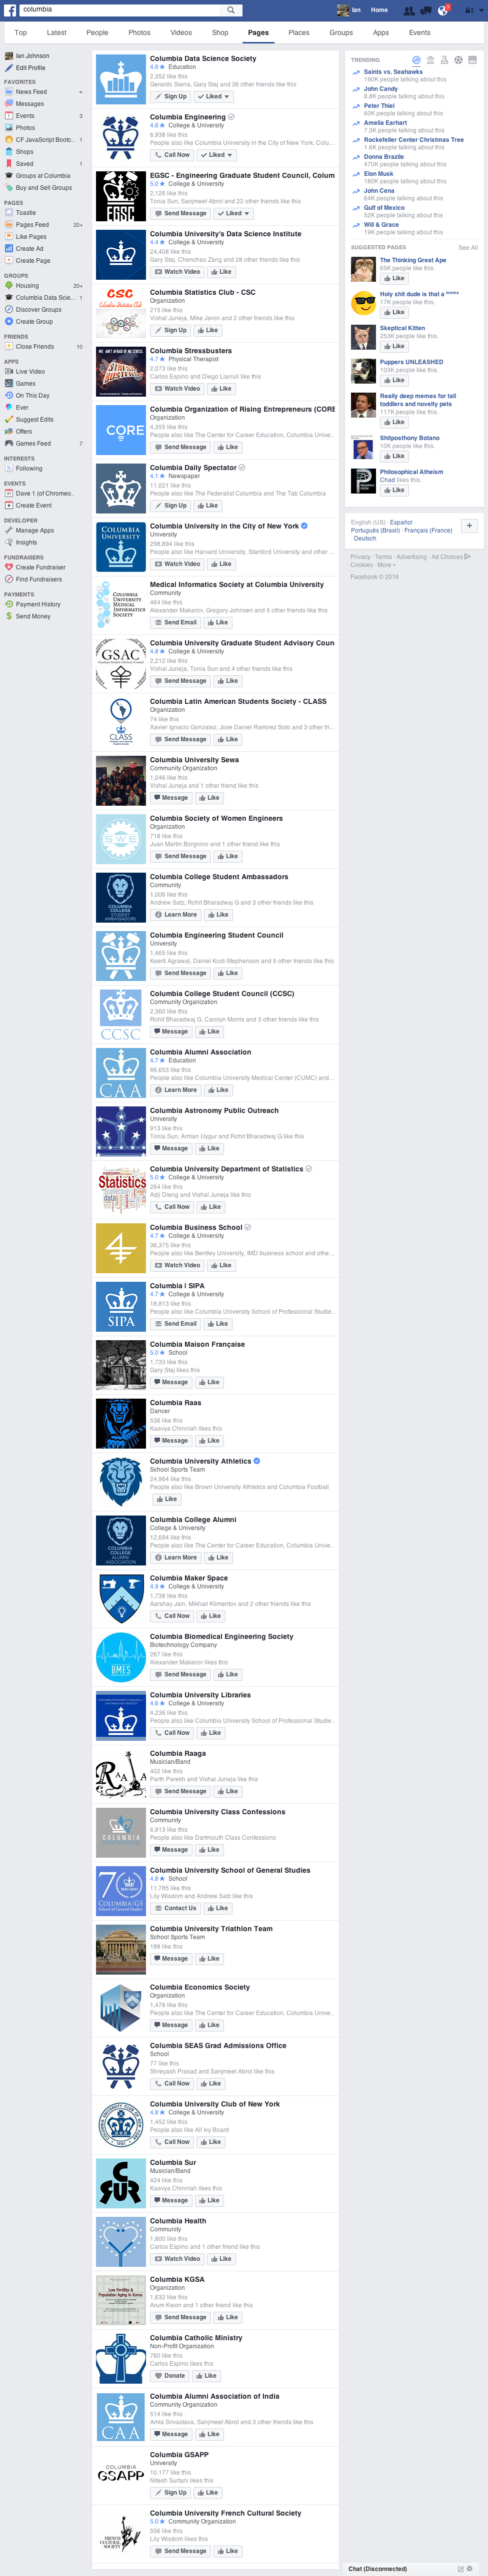 columbia
Ian
Home
Top Latest People Photos Videos Shop Pages Places Groups Apps Events
Ian Johnson
Edit Profile
FAVORITES
News Feed
Messages
Events 3
Photos
CF JavaScript Bootc.. 1
Shops
Saved 1
Groups at Columbia
Buy and Sell Groups
PAGES
Toastie
Pages Feed 20+
Like Pages
Create Ad
Create Page
GROUPS
Housing 20+
Columbia Data Scie... 1
Discover Groups
Create Group
FRIENDS
Close Friends 10
APPS
Live Video
Games
On This Day
Ever
Suggest Edits
Offers
Games Feed 7
INTERESTS
Following
EVENTS
Dave 1 (of Chromeo..
Create Event
DEVELOPER
Manage Apps
Insights
FUNDRAISERS
Create Fundraiser
Find Fundraisers
PAYMENTS
Payment History
Send Money
Columbia Data Science Society
4.6 ★ Education
2,352 like this
Gerardo Sierra, Gary Staj and 36 other friends like this
Sign Up Liked
Columbia Engineering
4.6 ★ College & University
6,938 like this
People also like Columbia University in the City of New York, Colu...
Call Now Liked
EGSC - Engineering Graduate Student Council, Colum
5.0 ★ College & University
2,126 like this
Tonia Sun, Sanjmeet Abrol and 22 other friends like this
Send Message Liked
Columbia University's Data Science Institute
4.4 ★ College & University
24,408 like this
Gary Staj, Chenchao Zang and 28 other friends like this
Watch Video Like
Columbia Statistics Club - CSC
Organization
215 like this
Vishal Juneja, Mike Jaron and 2 other friends like this
Sign Up Like
Columbia Stressbusters
4.7 ★ Physical Therapist
2,073 like this
Carlos Espino and Diego Llarrull like this
Watch Video Like
Columbia Organization of Rising Entrepreneurs (CORE
Organization
4,355 like this
People also like The Center for Career Education, Columbia Unive...
Send Message Like
Columbia Daily Spectator
4.1 ★ Newspaper
11,021 like this
People also like The Federalist Columbia and The Tab Columbia
Sign Up Like
Columbia University in the City of New York
University
298,894 like this
People also like Harvard University, Stanford University and other ...
Watch Video Like
Medical Informatics Society at Columbia University
Community
464 like this
Alexander Makarov, Gregory Johnsen and 5 other friends like this
Send Email Like
Columbia University Graduate Student Advisory Coun
4.8 ★ College & University
2,212 like this
Vishal Juneja, Tonia Sun and 4 other friends like this
Send Message Like
Columbia Latin American Students Society - CLASS
Organization
74 like this
Xavier Ignacio Gonzalez, Jose Daniel Ramirez Soto and 3 other fri...
Send Message Like
Columbia University Sewa
Community Organization
1,046 like this
Vishal Juneja and 1 other friend like this
Message Like
Columbia Society of Women Engineers
Organization
718 like this
Juan Martin Borgnino and 1 other friend like this
Send Message Like
Columbia College Student Ambassadors
Community
1,006 like this
Andrew Satz, Rohit Bharadwaj G and 3 other friends like this
Learn More Like
Columbia Engineering Student Council
University
1,465 like this
Keerti Agrawal, Daniel Kost-Stephenson and 5 other friends like this
Send Message Like
Columbia College Student Council (CCSC)
Community Organization
2,360 like this
Rohit Bharadwaj G, Carolyn Morris and 3 other friends like this
Message Like
Columbia Alumni Association
4.7 ★ Education
86,653 like this
People also like Columbia University Medical Center (CUMC) and...
Learn More Like
Columbia Astronomy Public Outreach
University
913 like this
Tonia Sun, Arman Uygur and Rohit Bharadwaj G like this
Message Like
Columbia University Department of Statistics
5.0 ★ College & University
264 like this
Adji Dieng and Vishal Juneja like this
Call Now Like
Columbia Business School
4.7 ★ College & University
36,375 like this
People also like Bentley University, IMD business school and othe...
Watch Video Like
Columbia | SIPA
4.7 ★ College & University
18,813 like this
People also like Columbia University School of Professional Studie...
Send Email Like
Columbia Maison Française
5.0 ★ School
1,733 like this
Gary Staj likes this
Message Like
Columbia Raas
Dancer
536 like this
Kaavya Chinniah likes this
Message Like
Columbia University Athletics
School Sports Team
24,964 like this
People also like Brown University Athletics and Columbia Football
Like
Columbia College Alumni
College & University
12,694 like this
People also like The Center for Career Education, Columbia Unive...
Learn More Like
Columbia Maker Space
4.9 ★ College & University
1,738 like this
Aarshay Jain, Mikhail Klimentov and 2 other friends like this
Call Now Like
Columbia Biomedical Engineering Society
Biotechnology Company
267 like this
Alexander Makarov likes this
Send Message Like
Columbia University Libraries
4.6 ★ College & University
4,236 like this
People also like Columbia University School of Professional Studie...
Call Now Like
Columbia Raaga
Musician/Band
402 like this
Parth Parekh and Vishal Juneja like this
Send Message Like
Columbia University Class Confessions
Community
6,913 like this
People also like Dartmouth Class Confessions
Message Like
Columbia University School of General Studies
4.8 ★ School
11,785 like this
Lily Wisdom and Andrew Satz like this
Contact Us Like
Columbia University Triathlon Team
School Sports Team
188 like this
Message Like
Columbia Economics Society
Organization
1,478 like this
People also like The Center for Career Education, Columbia Unive...
Message Like
Columbia SEAS Grad Admissions Office
School
77 like this
Shreyash Prasad and Sanjmeet Abrol like this
Call Now Like
Columbia University Club of New York
4.8 ★ College & University
1,452 like this
People also like All Ivy Board
Call Now Like
Columbia Sur
Musician/Band
424 like this
Kaavya Chinniah likes this
Message Like
Columbia Health
Community
1,800 like this
Carlos Espino and 1 other friend like this
Watch Video Like
Columbia KGSA
Organization
1,632 like this
Arum Kwon and 1 other friend like this
Send Message Like
Columbia Catholic Ministry
Non-Profit Organization
760 like this
Carlos Espino likes this
Donate Like
Columbia Alumni Association of India
Community Organization
514 like this
Amla Srivastava, Sanjmeet Abrol and 3 other friends like this
Message Like
Columbia GSAPP
University
10,177 like this
Nitesh Surtani likes this
Sign Up Like
Columbia University French Cultural Society
5.0 ★ Community Organization
556 like this
Lily Wisdom likes this
Send Message Like
TRENDING
Saints vs. Seahawks
190K people talking about this
John Candy
8.8K people talking about this
Peter Thiel
60K people talking about this
Amelia Earhart
7.3K people talking about this
Rockefeller Center Christmas Tree
1.6K people talking about this
Donna Brazile
470K people talking about this
Elon Musk
180K people talking about this
John Cena
64K people talking about this
Gulf of Mexico
52K people talking about this
Will & Grace
19K people talking about this
SUGGESTED PAGES See All
The Thinking Great Ape
65K people like this.
Like
Holy shit dude is that a
17K people like this.
Like
Skeptical Kitten
253K people like this.
Like
Puppers UNLEASHED
103K people like this.
Like
Really deep memes for tall
toddlers and novelty pets
117K people like this.
Like
Shitposthony Botano
10K people like this.
Like
Philosophical Atheism
Chad likes this.
Like
English (US) · Español ·
Português (Brasil) · Français (France)
· Deutsch
Privacy · Terms · Advertising · Ad Choices ·
Cookies · More
Facebook © 2016
Chat (Disconnected)